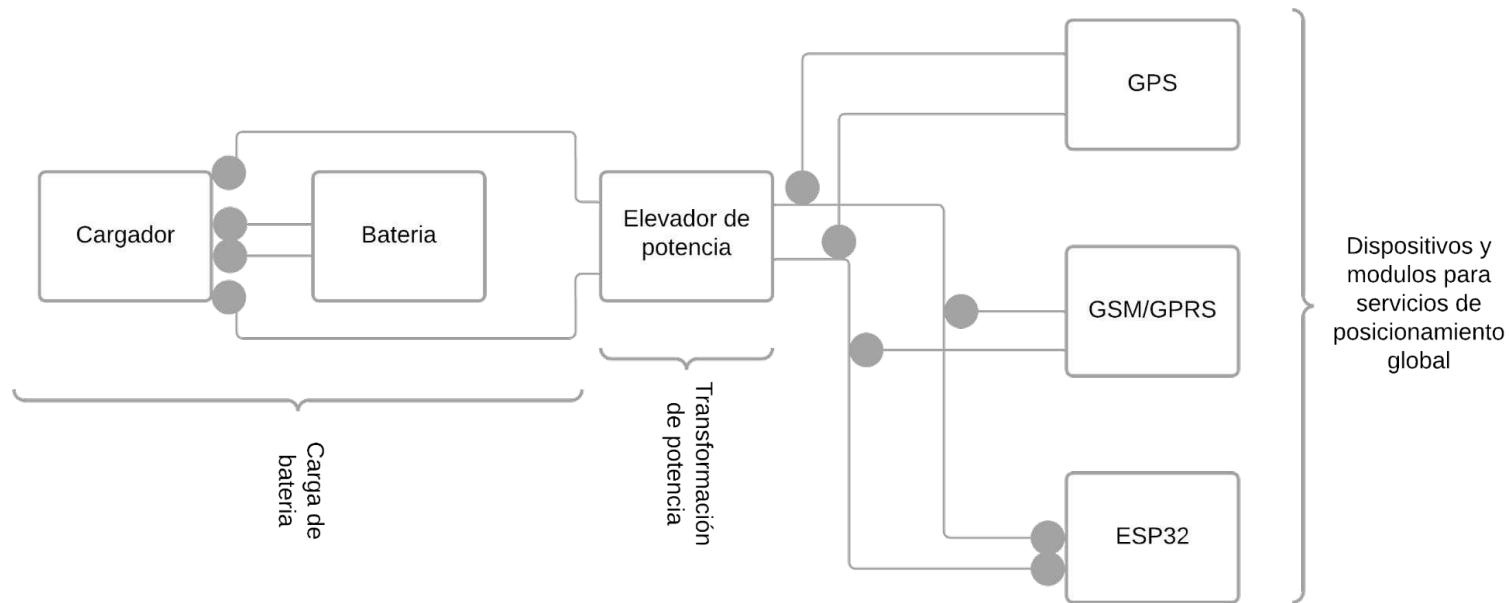 Cargador
Bateria
Elevador de
potencia
GPS
GSM/GPRS
ESP32
Carga de
bateria
Transformación
de potencia
Dispositivos y
modulos para
servicios de
posicionamiento
global